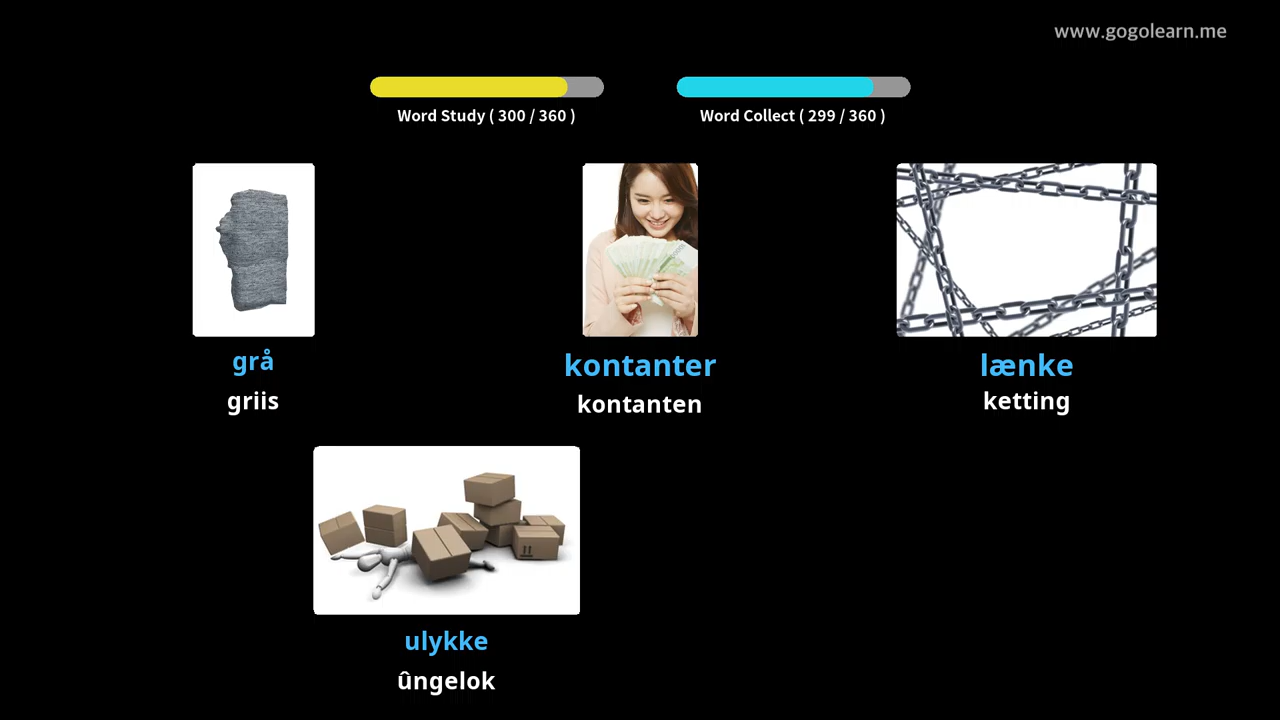 www.gogolearn.me
Word Study ( 300 / 360 )
Word Collect ( 299 / 360 )
grå
griis
kontanter
kontanten
lænke
ketting
ulykke
ûngelok